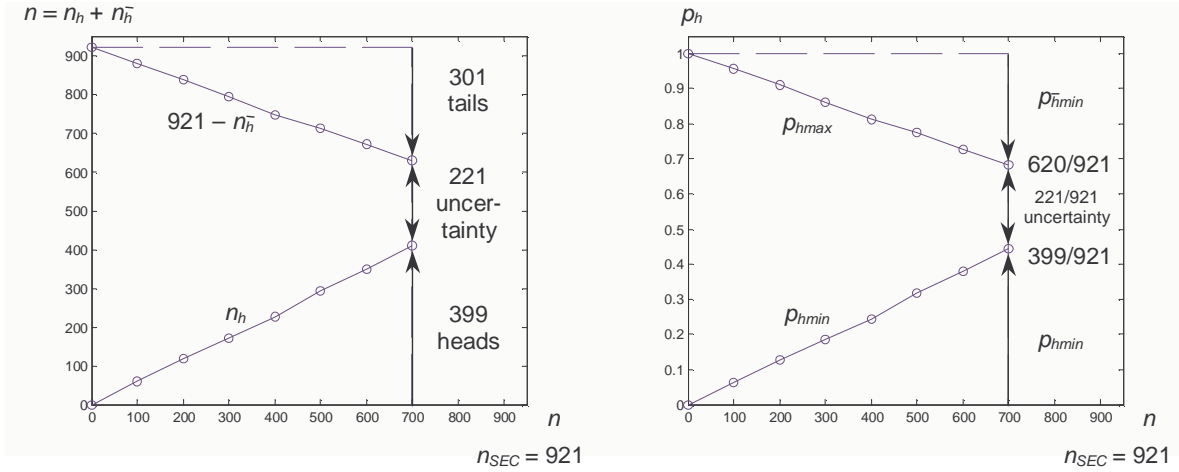 n = n_h + n_h̄
900
800
700
600
500
400
300
200
100
0
0 100 200 300 400 500 600 700 800 900
n
n_SEC = 921
921 – n_h̄
n_h
301
tails
221
uncer-
tainty
399
heads
p_h
1
0.9
0.8
0.7
0.6
0.5
0.4
0.3
0.2
0.1
0
0 100 200 300 400 500 600 700 800 900
n
n_SEC = 921
p_hmax
p_hmin
p_h̄min
620/921
221/921
uncertainty
399/921
p_hmin